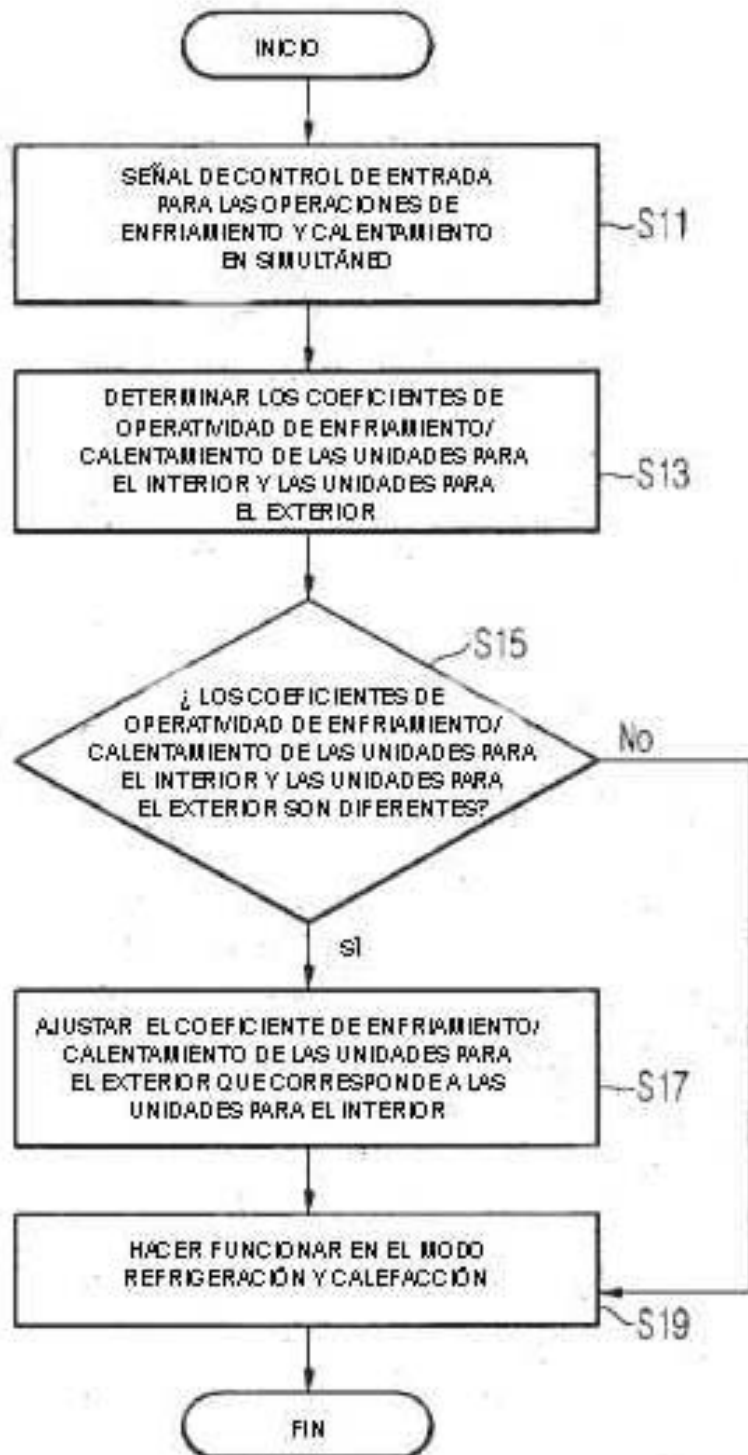 INICIO
SEÑAL DE CONTROL DE ENTRADA
PARA LAS OPERACIONES DE
ENFRIAMIENTO Y CALENTAMIENTO
EN SIMULTÁNEO
S11
DETERMINAR LOS COEFICIENTES DE
OPERATIVIDAD DE ENFRIAMIENTO/
CALENTAMIENTO DE LAS UNIDADES PARA
EL INTERIOR Y LAS UNIDADES PARA
EL EXTERIOR
S13
S15
¿ LOS COEFICIENTES DE
OPERATIVIDAD DE ENFRIAMIENTO/
CALENTAMIENTO DE LAS UNIDADES PARA
EL INTERIOR Y LAS UNIDADES PARA
EL EXTERIOR SON DIFERENTES?
No
sì
AJUSTAR EL COEFICIENTE DE ENFRIAMIENTO/
CALENTAMIENTO DE LAS UNIDADES PARA
EL EXTERIOR QUE CORRESPONDE A LAS
UNIDADES PARA EL INTERIOR
S17
HACER FUNCIONAR EN EL MODO
REFRIGERACIÓN Y CALEFACCIÓN
S19
FIN